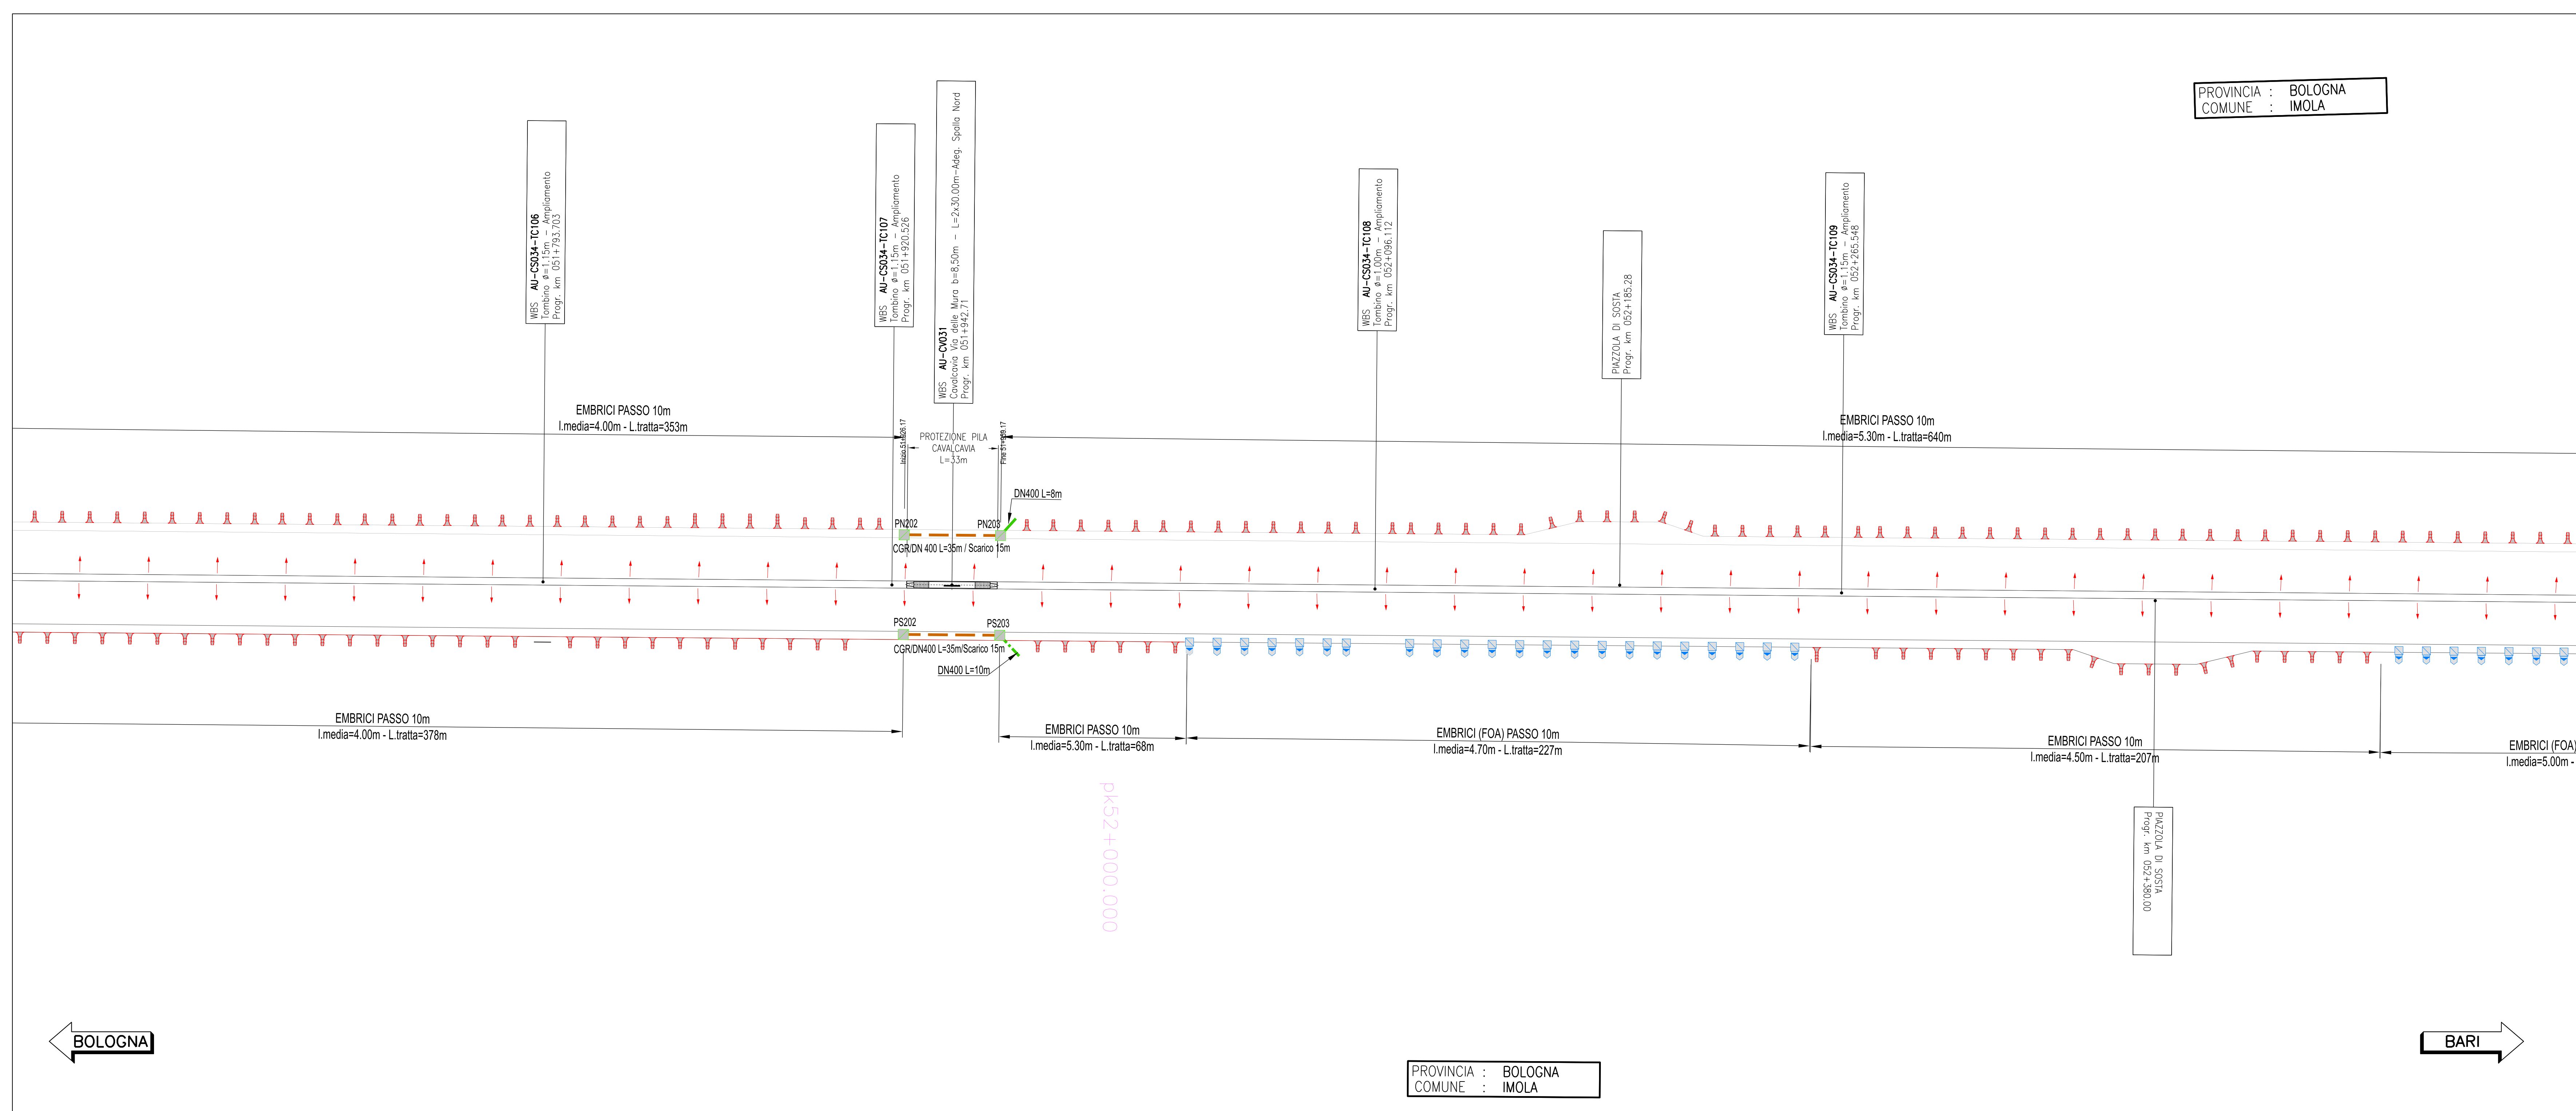 PROVINCIA : BOLOGNA
COMUNE : IMOLA
WBS AU-CS034-TC106
Tombino ø=1.15m - Ampliamento
Progr. km 051+793.703
WBS AU-CS034-TC107
Tombino ø=1.15m - Ampliamento
Progr. km 051+920.526
WBS AU-CV031
Cavalcavia Via delle Mura b=8,50m - L=2x30.00m-Adeg. Spalla Nord
Progr. km 051+942.71
WBS AU-CS034-TC108
Tombino ø=1.00m - Ampliamento
Progr. km 052+096.112
PIAZZOLA DI SOSTA
Progr. km 052+185.28
WBS AU-CS034-TC109
Tombino ø=1.15m - Ampliamento
Progr. km 052+265.548
EMBRICI PASSO 10m
l.media=4.00m - L.tratta=353m
Inizio 51+926.17
PROTEZIONE PILA
CAVALCAVIA
L=33m
Fine 51+959.17
EMBRICI PASSO 10m
l.media=5.30m - L.tratta=640m
DN400 L=8m
PN202
PN203
CGR/DN 400 L=35m / Scarico 15m
PS202
PS203
CGR/DN400 L=35m/Scarico 15m
DN400 L=10m
EMBRICI PASSO 10m
l.media=4.00m - L.tratta=378m
EMBRICI PASSO 10m
l.media=5.30m - L.tratta=68m
EMBRICI (FOA) PASSO 10m
l.media=4.70m - L.tratta=227m
EMBRICI PASSO 10m
l.media=4.50m - L.tratta=207m
EMBRICI (FOA)
l.media=5.00m -
pk52+000.000
PIAZZOLA DI SOSTA
Progr. km 052+380.00
BOLOGNA
BARI
PROVINCIA : BOLOGNA
COMUNE : IMOLA